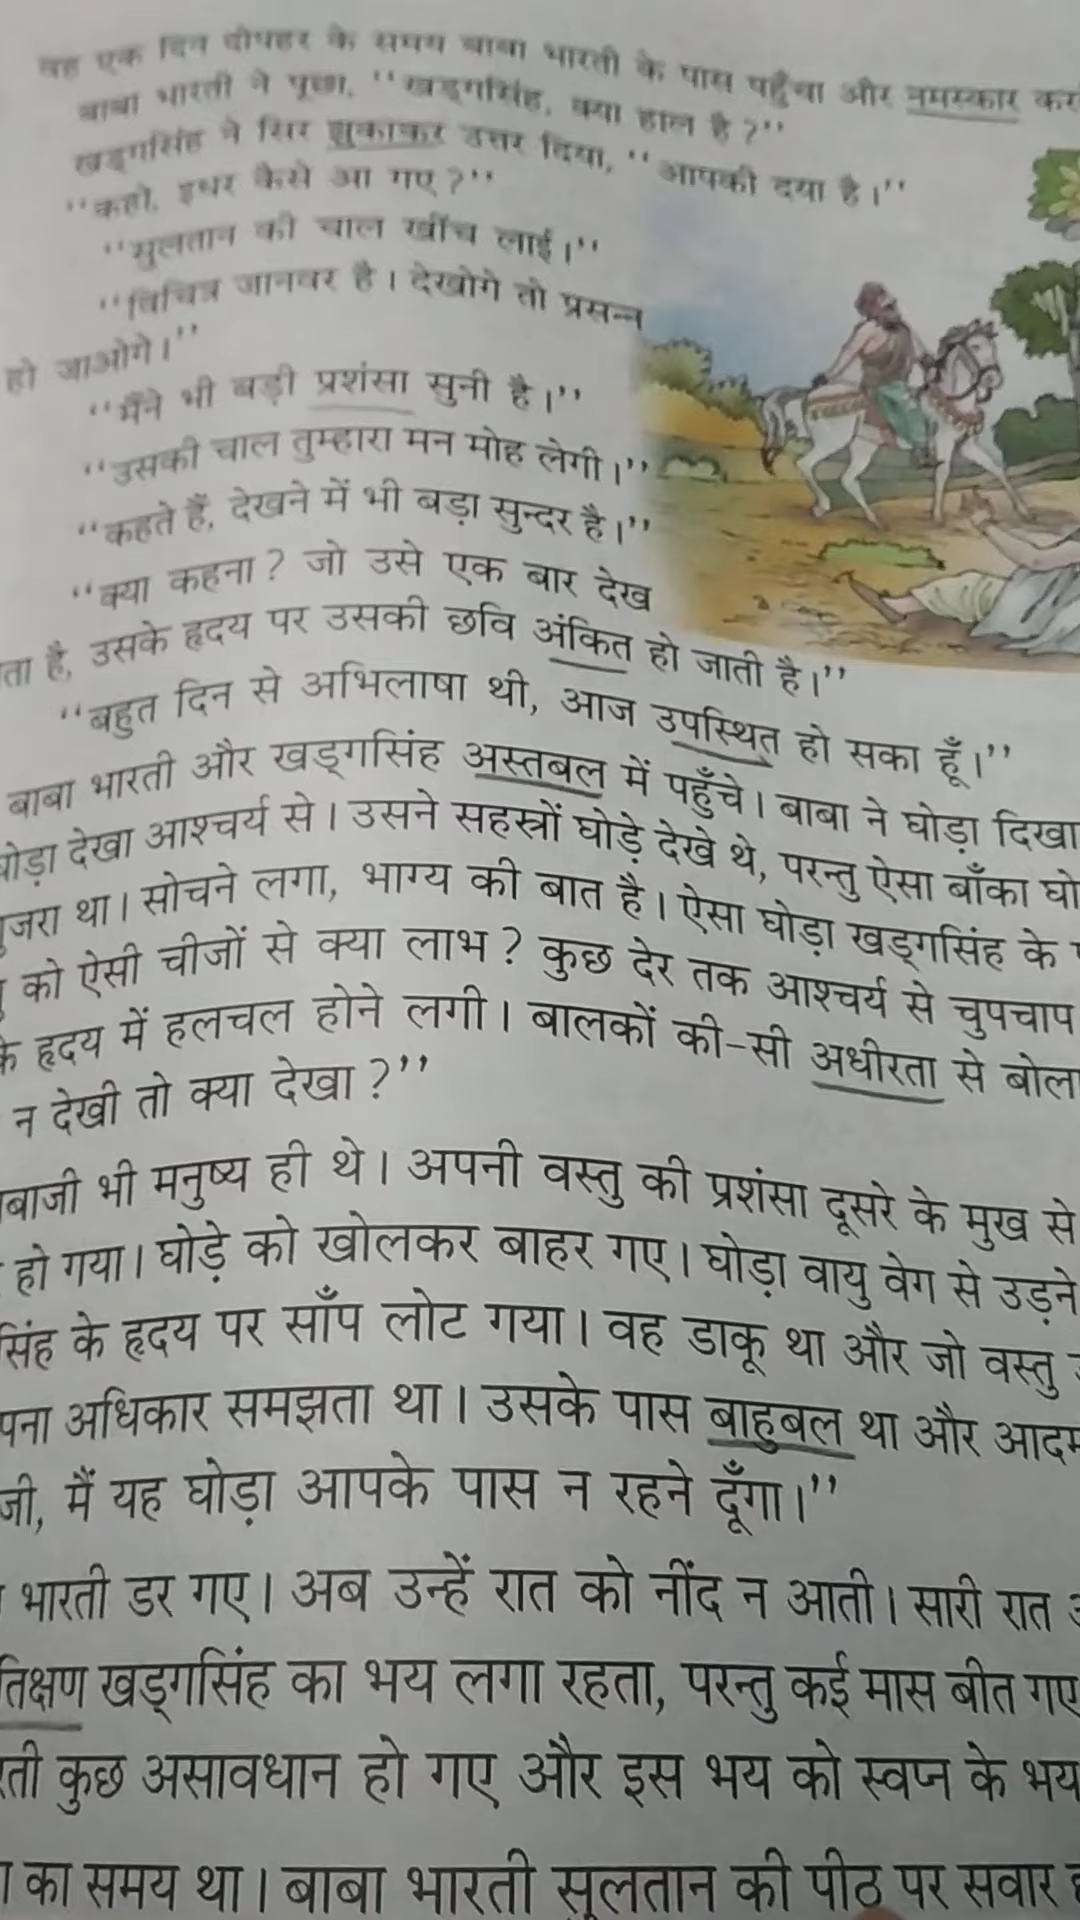 वह एक दिन दोपहर के समय बाबा भारती के पास पहुँचा और नमस्कार कर
बाबा भारती ने पूछा, ‘‘खड्गसिंह, क्या हाल है ?’’
खड्गसिंह ने सिर झुकाकर उत्तर दिया, ‘‘आपकी दया है।’’
‘‘कहो, इधर कैसे आ गए ?’’
‘‘सुलतान की चाल खींच लाई।’’
‘‘विचित्र जानवर है। देखोगे तो प्रसन्न
हो जाओगे।’’
‘‘मैंने भी बड़ी प्रशंसा सुनी है।’’
‘‘उसकी चाल तुम्हारा मन मोह लेगी।’’
‘‘कहते हैं, देखने में भी बड़ा सुन्दर है।’’
‘‘क्या कहना ? जो उसे एक बार देख
ता है, उसके हृदय पर उसकी छवि अंकित हो जाती है।’’
‘‘बहुत दिन से अभिलाषा थी, आज उपस्थित हो सका हूँ।’’
बाबा भारती और खड्गसिंह अस्तबल में पहुँचे। बाबा ने घोड़ा दिखा
घोड़ा देखा आश्चर्य से। उसने सहस्त्रों घोड़े देखे थे, परन्तु ऐसा बाँका घो
गुजरा था। सोचने लगा, भाग्य की बात है। ऐसा घोड़ा खड्गसिंह के
को ऐसी चीजों से क्या लाभ ? कुछ देर तक आश्चर्य से चुपचाप
के हृदय में हलचल होने लगी। बालकों की-सी अधीरता से बोला
न देखी तो क्या देखा ?’’
बाजी भी मनुष्य ही थे। अपनी वस्तु की प्रशंसा दूसरे के मुख से
हो गया। घोड़े को खोलकर बाहर गए। घोड़ा वायु वेग से उड़ने
सिंह के हृदय पर साँप लोट गया। वह डाकू था और जो वस्तु
पना अधिकार समझता था। उसके पास बाहुबल था और आदम
जी, मैं यह घोड़ा आपके पास न रहने दूँगा।’’
भारती डर गए। अब उन्हें रात को नींद न आती। सारी रात
तिक्षण खड्गसिंह का भय लगा रहता, परन्तु कई मास बीत गए
रती कुछ असावधान हो गए और इस भय को स्वप्न के भय
का समय था। बाबा भारती सुलतान की पीठ पर सवार